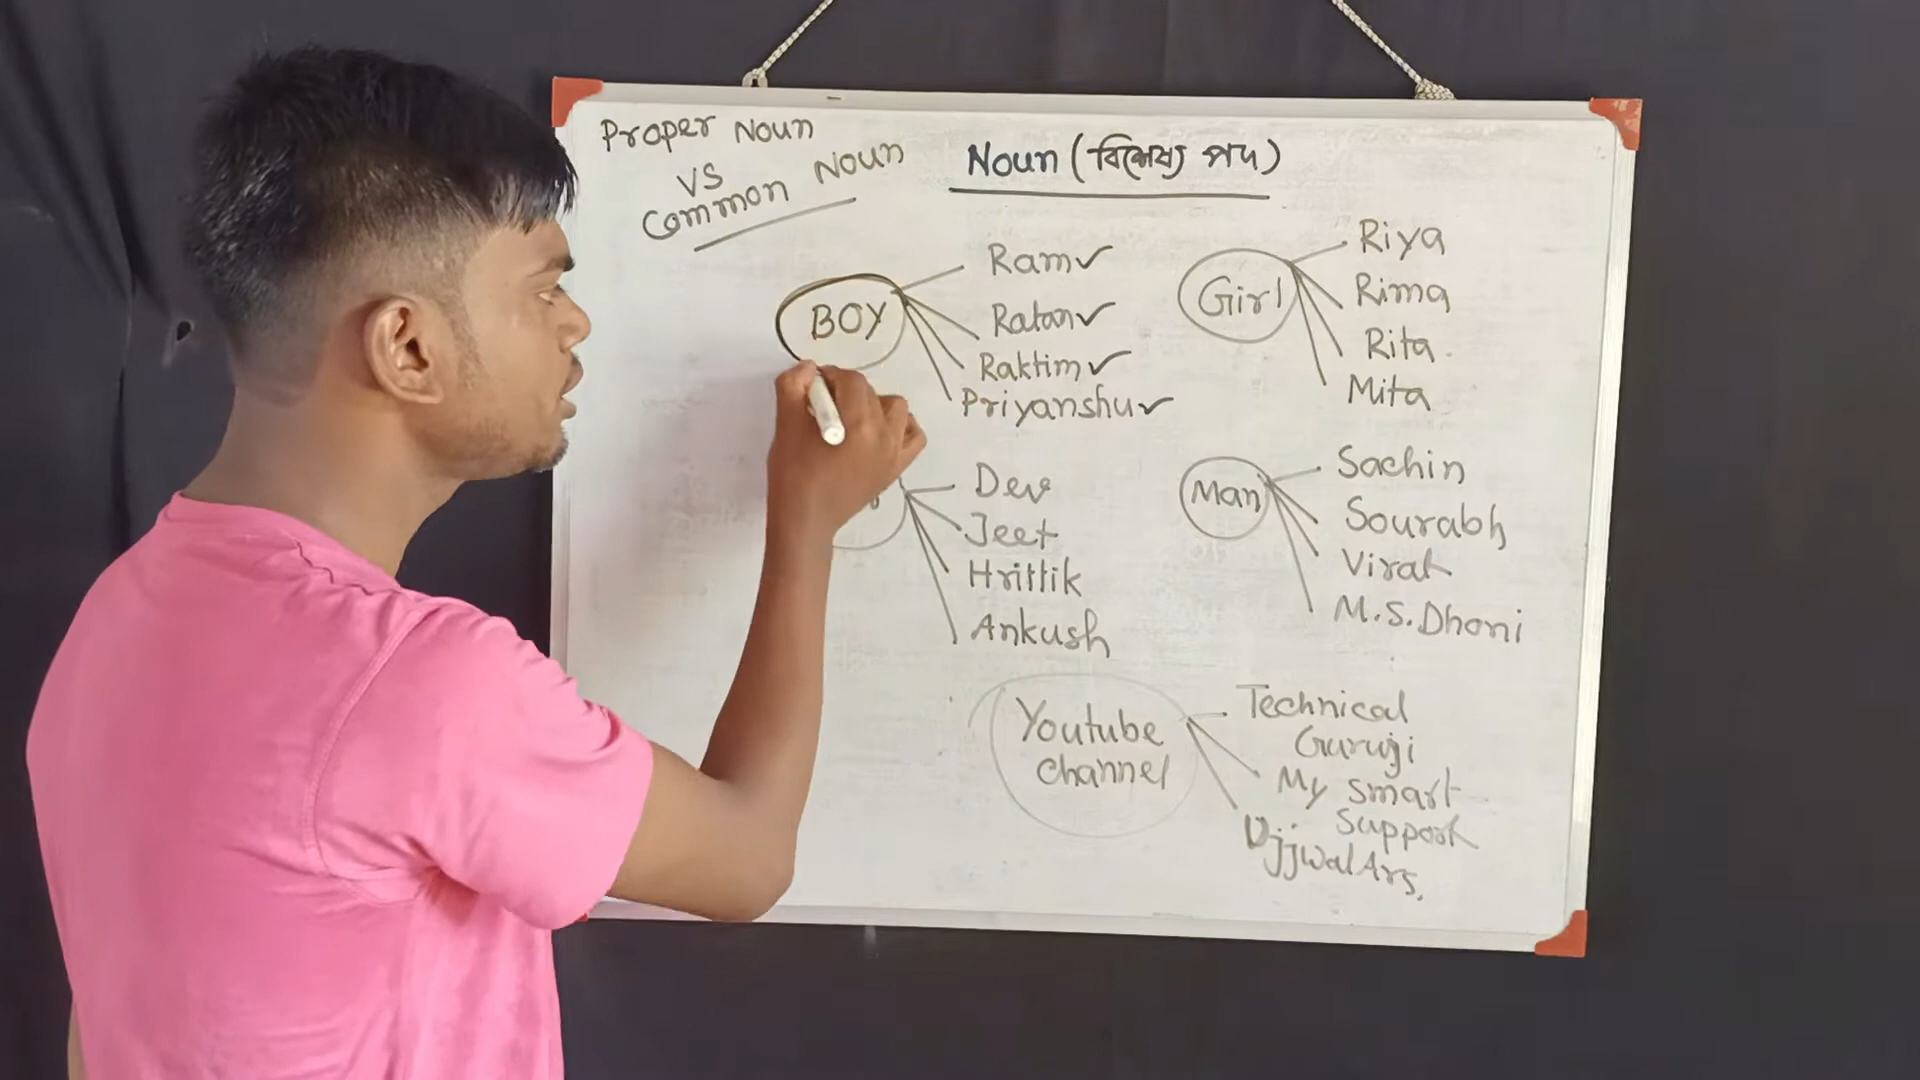 Proper Noun
VS
Common Noun
Noun (বিশেষ্য পদ)
BOY
Ram✓
Ratan✓
Raktim✓
Priyanshu✓
Girl
Riya
Rima
Rita
Mita
Dev
Jeet
Hrittik
Ankush
Man
Sachin
Sourabh
Virat
M.S.Dhoni
Youtube
channel
Technical
Guruji
My smart
Support
UjjwalArs,